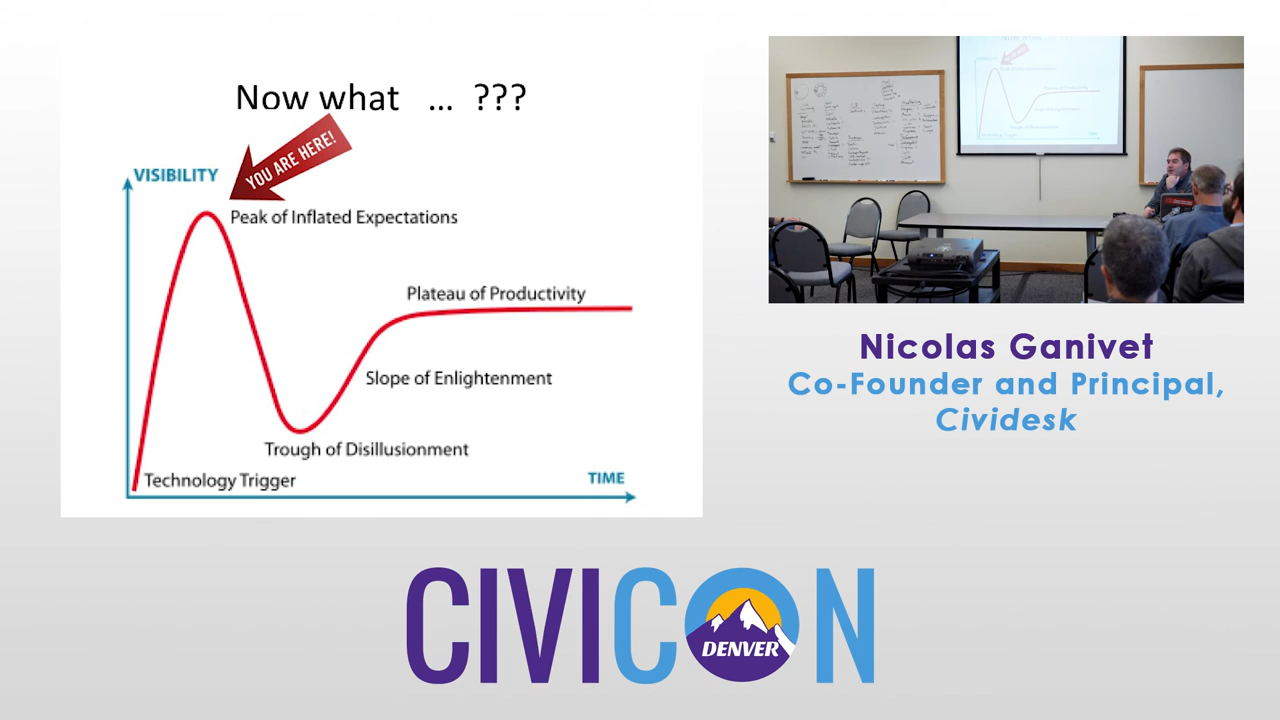 Now what ... ???
YOU ARE HERE!
VISIBILITY
Peak of Inflated Expectations
Plateau of Productivity
Slope of Enlightenment
Trough of Disillusionment
Technology Trigger
TIME
Nicolas Ganivet
Co-Founder and Principal,
Cividesk
CIVICON
DENVER